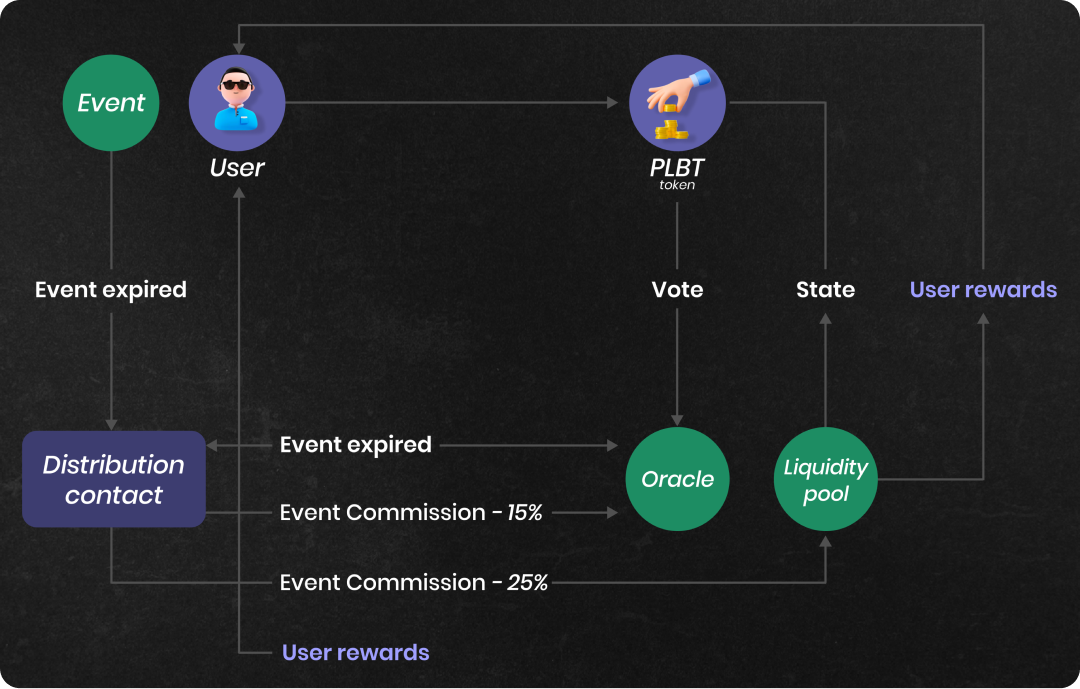 Event
User
PLBT
token
Event expired
Vote
State
User rewards
Distribution
contact
Event expired
Oracle
Liquidity
pool
Event Commission - 15%
Event Commission - 25%
User rewards